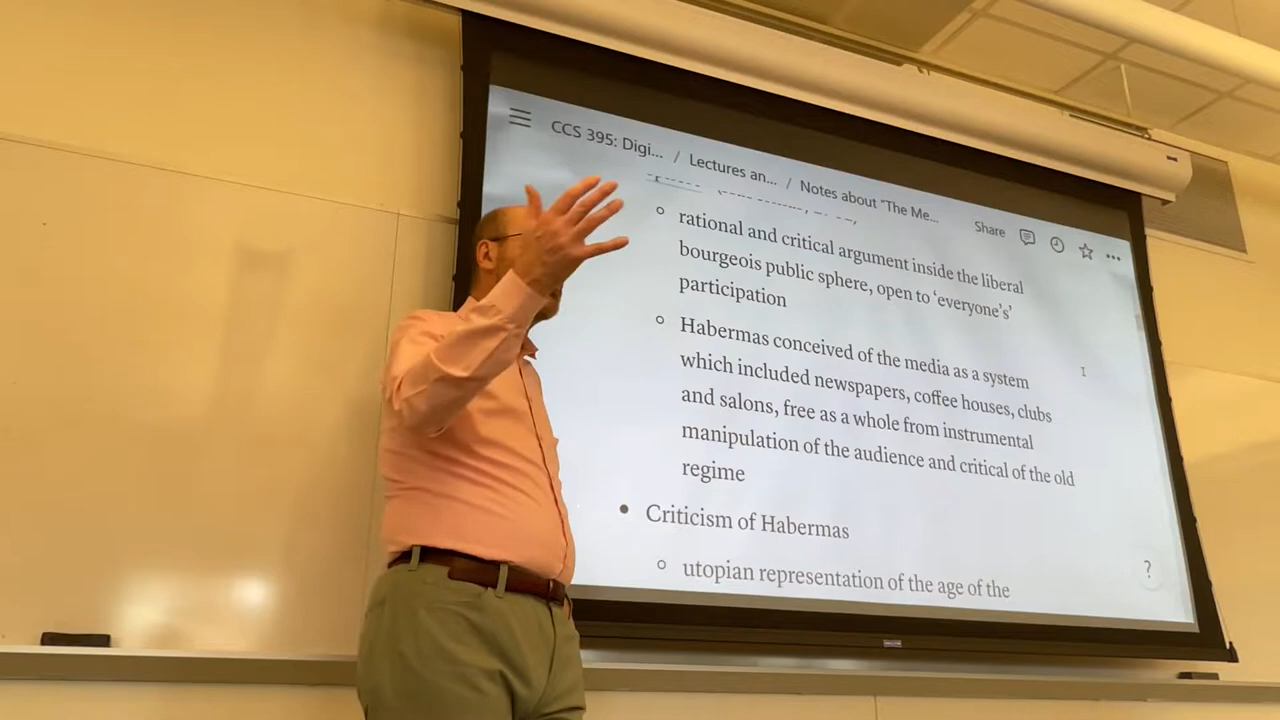 CCS 395: Digi... / Lectures an... / Notes about "The Me...
Share
rational and critical argument inside the liberal
bourgeois public sphere, open to ‘everyone’s’
participation
Habermas conceived of the media as a system
which included newspapers, coffee houses, clubs
and salons, free as a whole from instrumental
manipulation of the audience and critical of the old
regime
Criticism of Habermas
utopian representation of the age of the
?